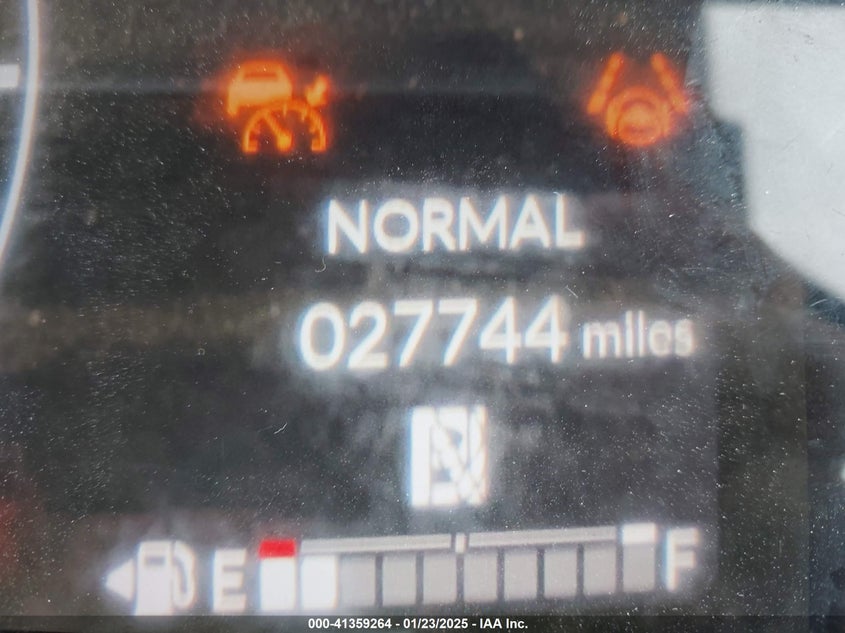 NORMAL
027744 miles
E F
000-41359264 - 01/23/2025 - IAA Inc.